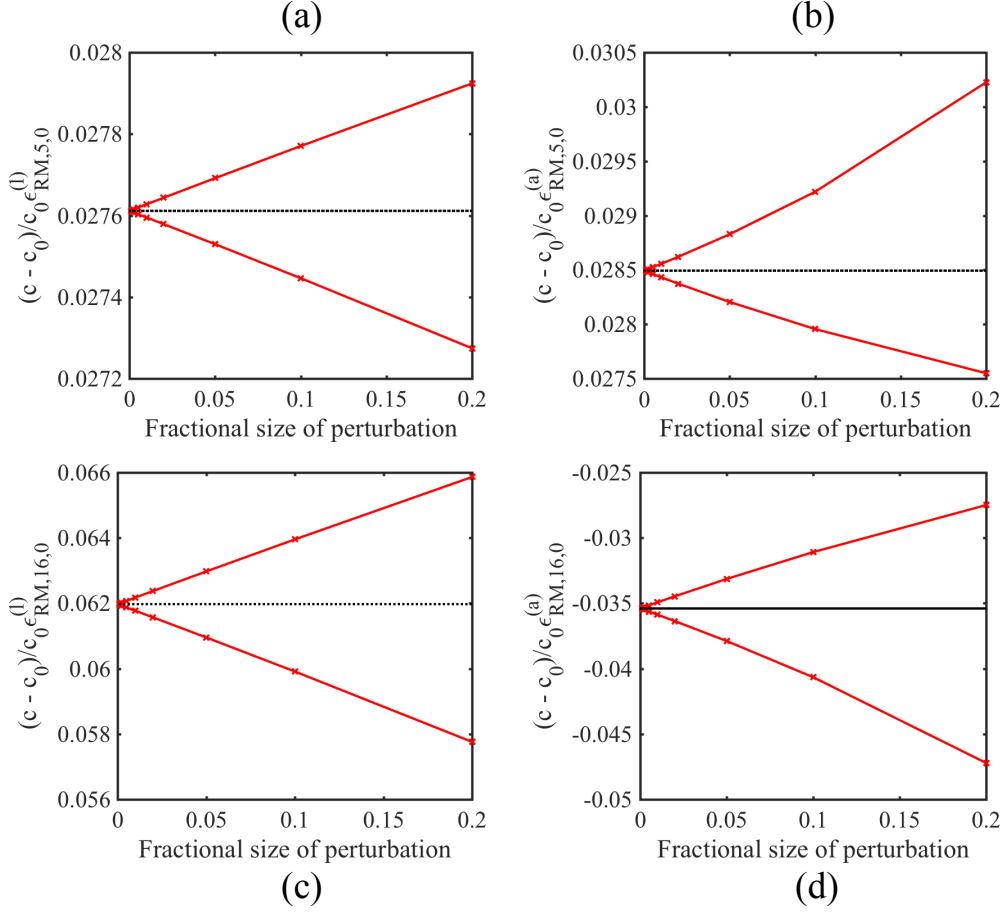 (a)
0.028
0.0278
0.0276
0.0274
0.0272
(c - c₀)/c₀ϵ⁽ˡ⁾RM,5,0
0 0.05 0.1 0.15 0.2
Fractional size of perturbation
(b)
0.0305
0.03
0.0295
0.029
0.0285
0.028
0.0275
(c - c₀)/c₀ϵ⁽ᵃ⁾RM,5,0
0 0.05 0.1 0.15 0.2
Fractional size of perturbation
0.066
0.064
0.062
0.06
0.058
0.056
(c - c₀)/c₀ϵ⁽ˡ⁾RM,16,0
0 0.05 0.1 0.15 0.2
Fractional size of perturbation
(c)
-0.025
-0.03
-0.035
-0.04
-0.045
-0.05
(c - c₀)/c₀ϵ⁽ᵃ⁾RM,16,0
0 0.05 0.1 0.15 0.2
Fractional size of perturbation
(d)